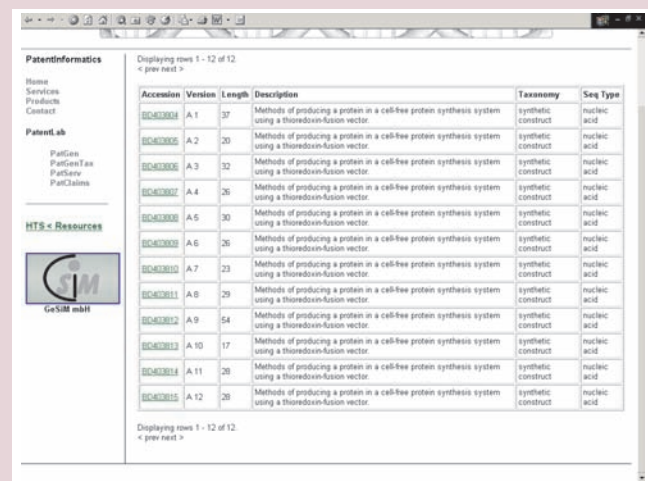 PatentInformatics
Home
Services
Products
Contact
PatentLab
PatGen
PatGenTax
PatServ
PatClaims
HTS < Resources
GSiM
GeSiM mbH
Displaying rows 1 - 12 of 12
< prev next >
Accession Version Length Description Taxonomy Seq Type
BD403804 A 1 37 Methods of producing a protein in a cell-free protein synthesis system using a thioredoxin-fusion vector. synthetic construct nucleic acid
BD403805 A 2 20 Methods of producing a protein in a cell-free protein synthesis system using a thioredoxin-fusion vector. synthetic construct nucleic acid
BD403806 A 3 32 Methods of producing a protein in a cell-free protein synthesis system using a thioredoxin-fusion vector. synthetic construct nucleic acid
BD403807 A 4 26 Methods of producing a protein in a cell-free protein synthesis system using a thioredoxin-fusion vector. synthetic construct nucleic acid
BD403808 A 5 30 Methods of producing a protein in a cell-free protein synthesis system using a thioredoxin-fusion vector. synthetic construct nucleic acid
BD403809 A 6 26 Methods of producing a protein in a cell-free protein synthesis system using a thioredoxin-fusion vector. synthetic construct nucleic acid
BD403810 A 7 23 Methods of producing a protein in a cell-free protein synthesis system using a thioredoxin-fusion vector. synthetic construct nucleic acid
BD403811 A 8 29 Methods of producing a protein in a cell-free protein synthesis system using a thioredoxin-fusion vector. synthetic construct nucleic acid
BD403812 A 9 54 Methods of producing a protein in a cell-free protein synthesis system using a thioredoxin-fusion vector. synthetic construct nucleic acid
BD403813 A 10 17 Methods of producing a protein in a cell-free protein synthesis system using a thioredoxin-fusion vector. synthetic construct nucleic acid
BD403814 A 11 28 Methods of producing a protein in a cell-free protein synthesis system using a thioredoxin-fusion vector. synthetic construct nucleic acid
BD403815 A 12 28 Methods of producing a protein in a cell-free protein synthesis system using a thioredoxin-fusion vector. synthetic construct nucleic acid
Displaying rows 1 - 12 of 12
< prev next >